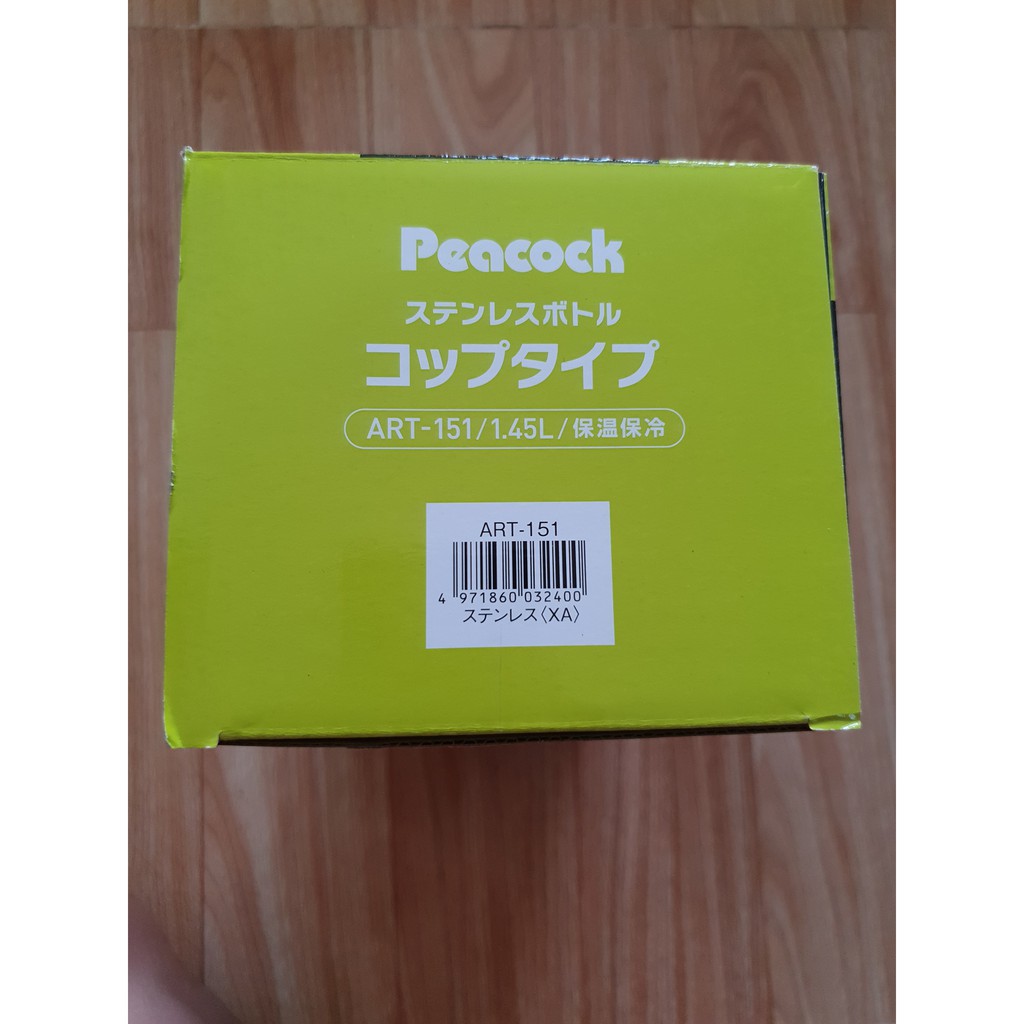 Peacock
ステンレスボトル
コップタイプ
ART-151/1.45L/保温保冷
ART-151
4 971860 032400
ステンレス〈XA〉